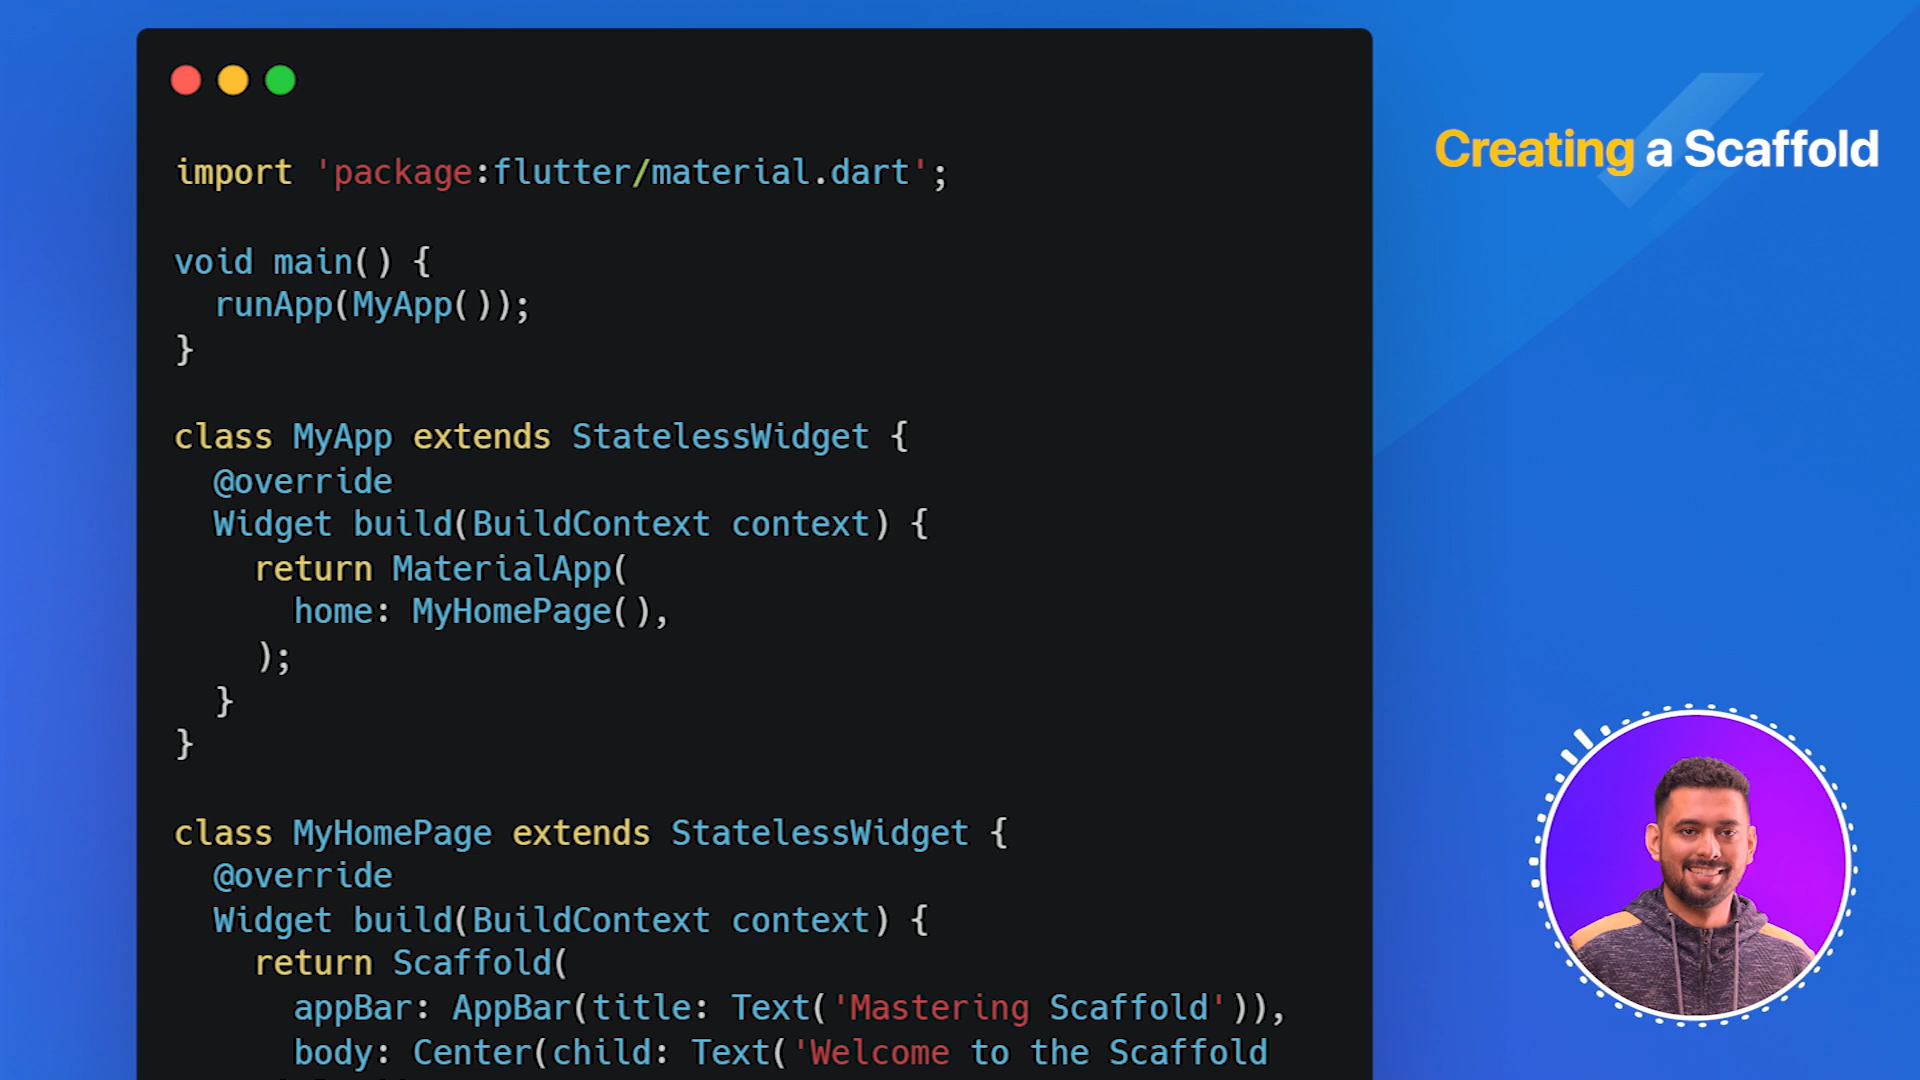 Creating a Scaffold
import 'package:flutter/material.dart';
void main() {
  runApp(MyApp());
}
class MyApp extends StatelessWidget {
  @override
  Widget build(BuildContext context) {
    return MaterialApp(
      home: MyHomePage(),
    );
  }
}
class MyHomePage extends StatelessWidget {
  @override
  Widget build(BuildContext context) {
    return Scaffold(
      appBar: AppBar(title: Text('Mastering Scaffold')),
      body: Center(child: Text('Welcome to the Scaffold